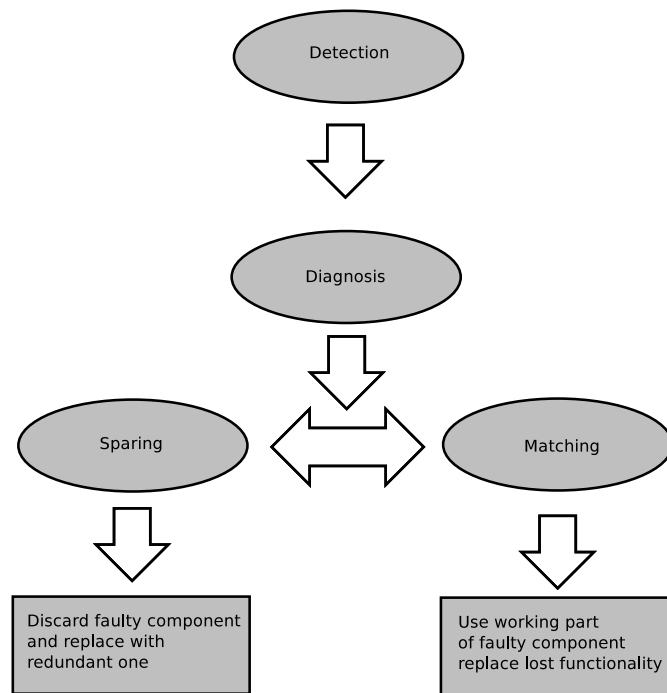 Detection
Diagnosis
Sparing
Matching
Discard faulty component
and replace with
redundant one
Use working part
of faulty component
replace lost functionality